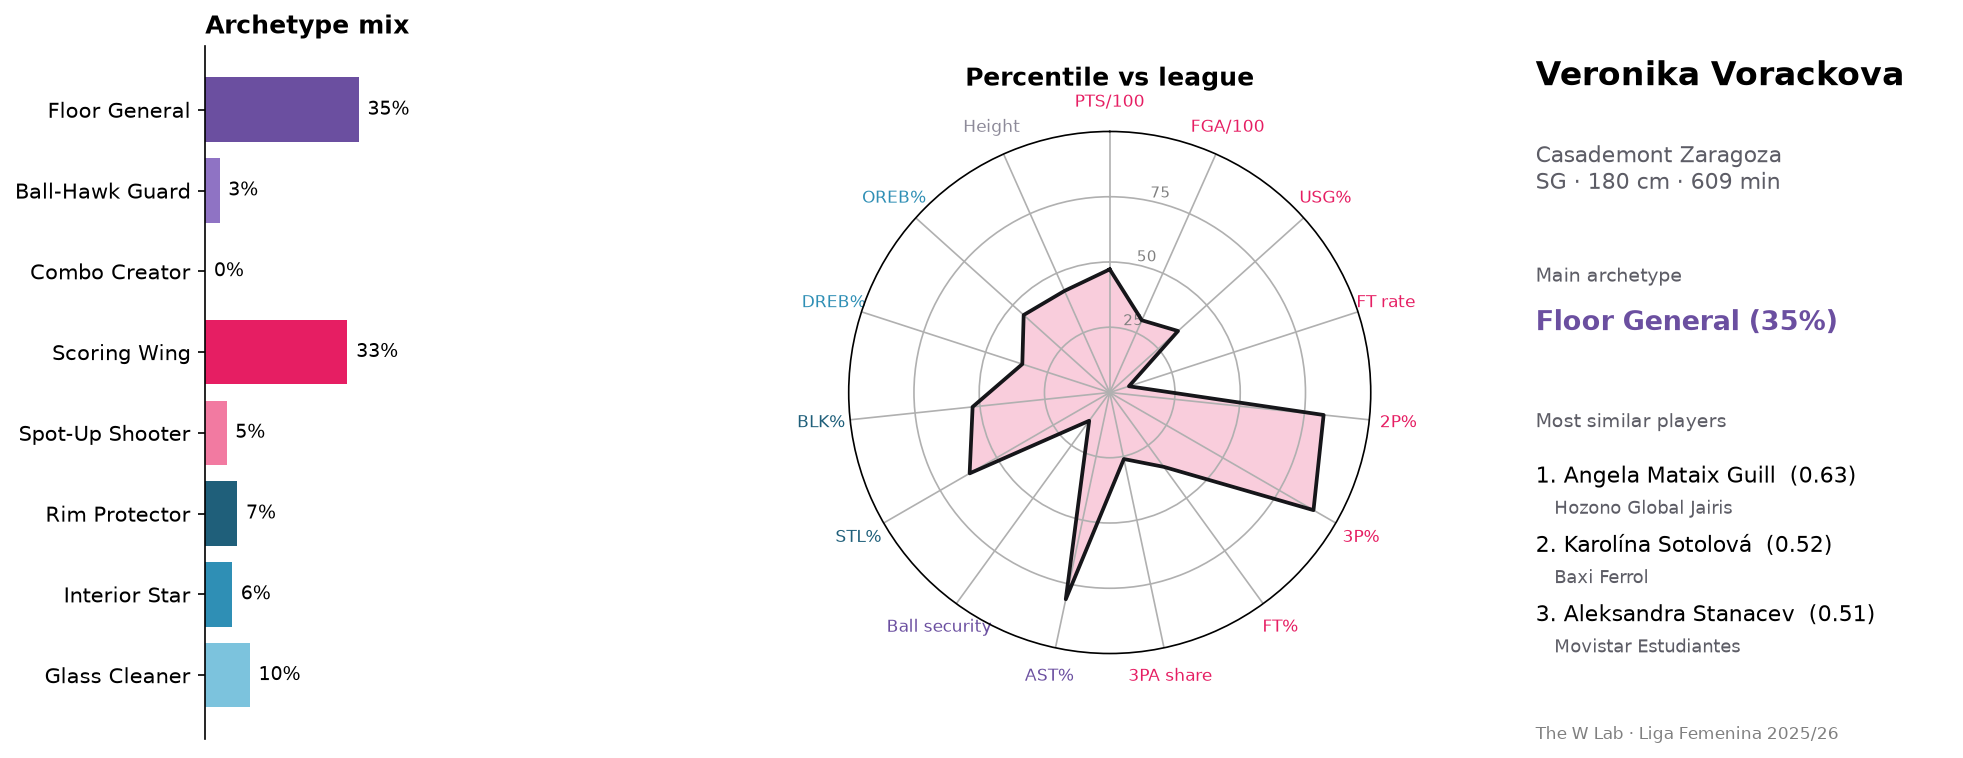 Archetype mix
Floor General
35%
Ball-Hawk Guard
3%
Combo Creator
0%
Scoring Wing
33%
Spot-Up Shooter
5%
Rim Protector
7%
Interior Star
6%
Glass Cleaner
10%
Percentile vs league
PTS/100
FGA/100
USG%
FT rate
2P%
3P%
FT%
3PA share
AST%
Ball security
STL%
BLK%
DREB%
OREB%
Height
75
50
25
Veronika Vorackova
Casademont Zaragoza
SG · 180 cm · 609 min
Main archetype
Floor General (35%)
Most similar players
1. Angela Mataix Guill (0.63)
Hozono Global Jairis
2. Karolína Sotolová (0.52)
Baxi Ferrol
3. Aleksandra Stanacev (0.51)
Movistar Estudiantes
The W Lab · Liga Femenina 2025/26